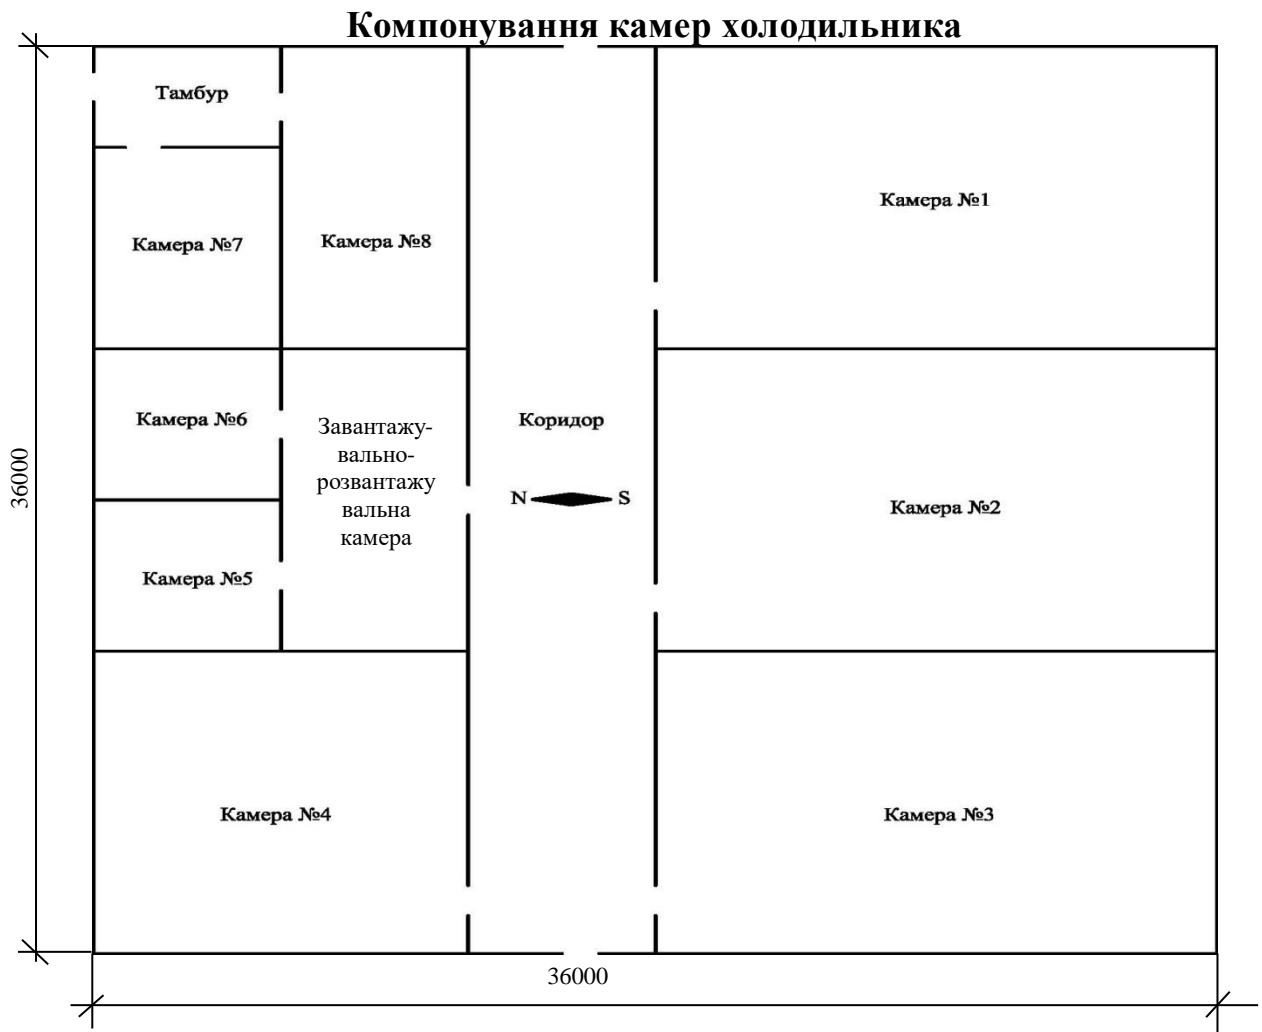 Компонування камер холодильника
Тамбур
Камера №1
Камера №7
Камера №8
Камера №6
Завантажу-
вально-
розвантажу
вальна
камера
Коридор
36000
N
S
Камера №2
Камера №5
Камера №4
Камера №3
36000